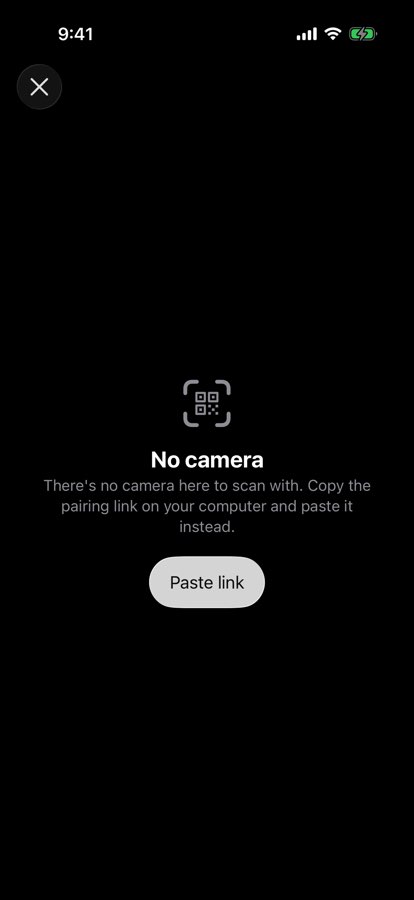 9:41
No camera
There's no camera here to scan with. Copy the
pairing link on your computer and paste it
instead.
Paste link